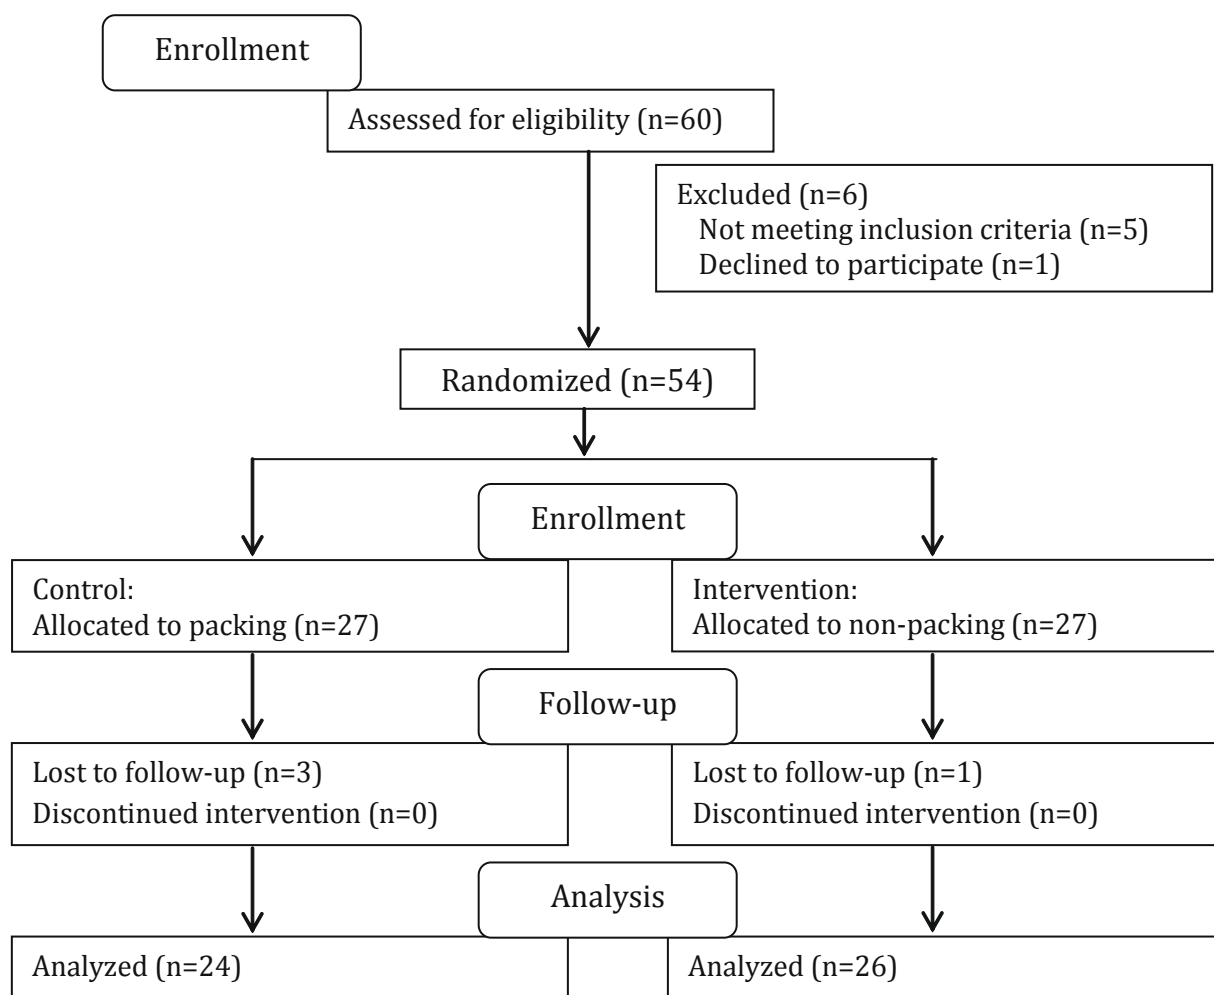 Enrollment
Assessed for eligibility (n=60)
Excluded (n=6)
Not meeting inclusion criteria (n=5)
Declined to participate (n=1)
Randomized (n=54)
Enrollment
Control:
Allocated to packing (n=27)
Intervention:
Allocated to non-packing (n=27)
Follow-up
Lost to follow-up (n=3)
Discontinued intervention (n=0)
Lost to follow-up (n=1)
Discontinued intervention (n=0)
Analysis
Analyzed (n=24)
Analyzed (n=26)